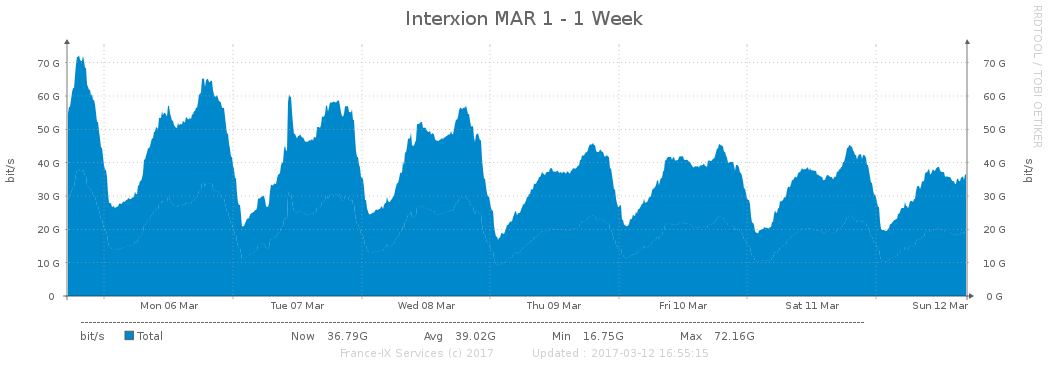 Interxion MAR 1 - 1 Week
RRDTOOL / TOBI OETIKER
bit/s
70 G
60 G
50 G
40 G
30 G
20 G
10 G
0
70 G
60 G
50 G
40 G
30 G
20 G
10 G
0 G
bit/s
Mon 06 Mar Tue 07 Mar Wed 08 Mar Thu 09 Mar Fri 10 Mar Sat 11 Mar Sun 12 Mar
bit/s Total Now 36.79G Avg 39.02G Min 16.75G Max 72.16G
France-IX Services (c) 2017 Updated : 2017-03-12 16:55:15